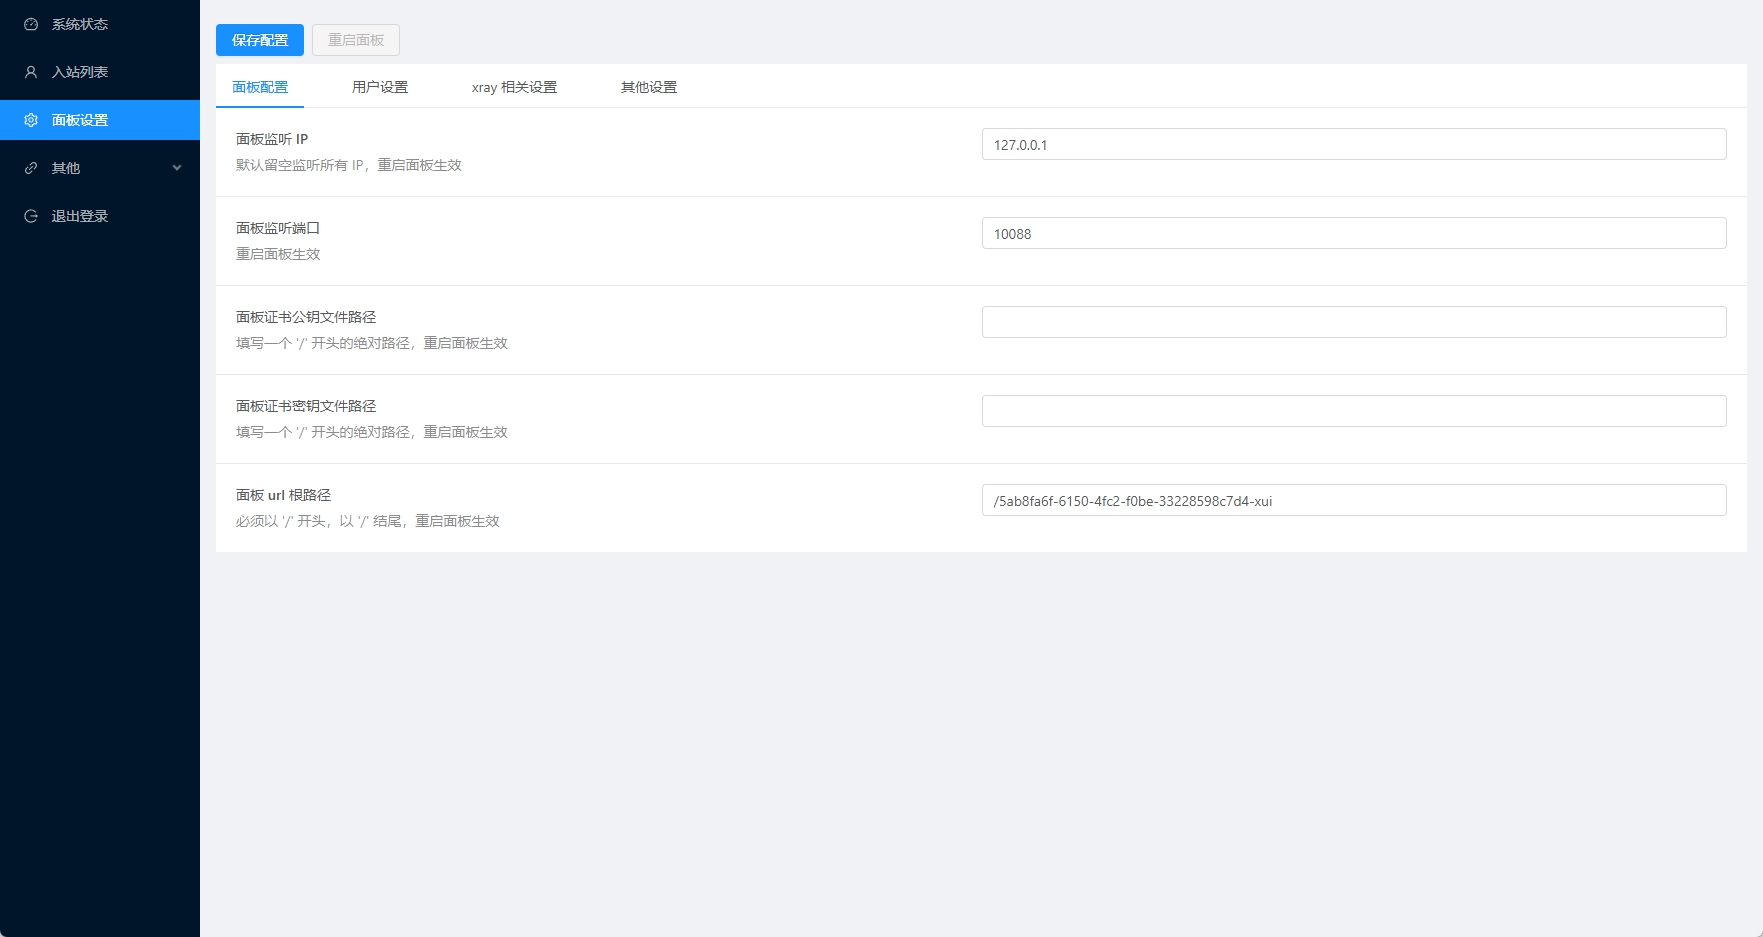 系统状态
入站列表
面板设置
其他
退出登录
保存配置 重启面板
面板配置 用户设置 xray 相关设置 其他设置
面板监听 IP
默认留空监听所有 IP，重启面板生效
127.0.0.1
面板监听端口
重启面板生效
10088
面板证书公钥文件路径
填写一个 '/' 开头的绝对路径，重启面板生效
面板证书密钥文件路径
填写一个 '/' 开头的绝对路径，重启面板生效
面板 url 根路径
必须以 '/' 开头，以 '/' 结尾，重启面板生效
/5ab8fa6f-6150-4fc2-f0be-33228598c7d4-xui